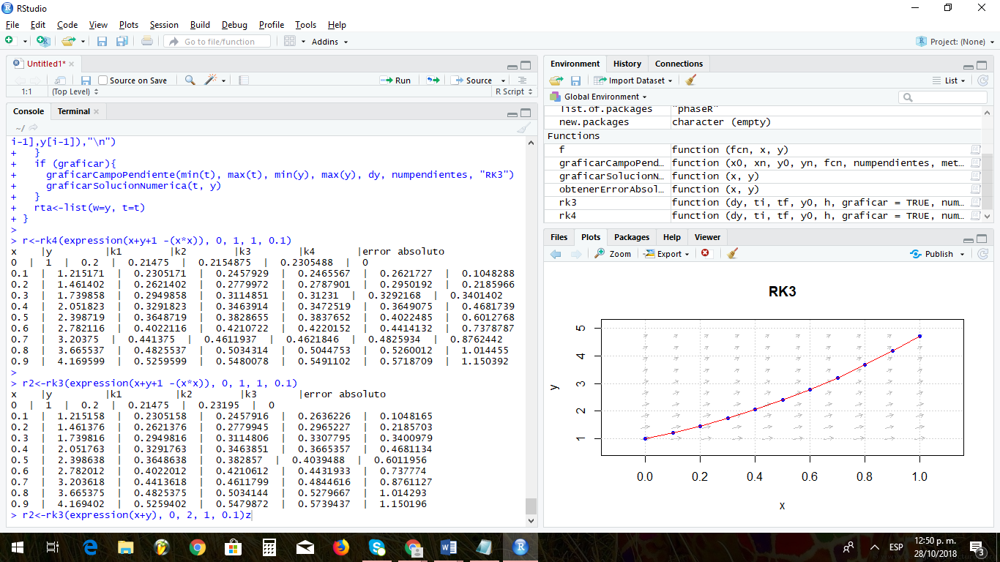 RStudio
File Edit Code View Plots Session Build Debug Profile Tools Help
Go to file/function Addins Project: (None)
Untitled1*
Source on Save Run Source
1:1 (Top Level) R Script
Console Terminal
~/
i-1],y[i-1]),"\n")
+ }
+ if (graficar){
+ graficarCampoPendiente(min(t), max(t), min(y), max(y), dy, numpendientes, "RK3")
+ graficarSolucionNumerica(t, y)
+ }
+ rta<-list(w=y, t=t)
+ }
>
> r<-rk4(expression(x+y+1 -(x*x)), 0, 1, 1, 0.1)
x |y |k1 |k2 |k3 |k4 |error absoluto
0 | 1 | 0.2 | 0.21475 | 0.2154875 | 0.2305488 | 0
0.1 | 1.215171 | 0.2305171 | 0.2457929 | 0.2465567 | 0.2621727 | 0.1048288
0.2 | 1.461402 | 0.2621402 | 0.2779972 | 0.2787901 | 0.2950192 | 0.2185966
0.3 | 1.739858 | 0.2949858 | 0.3114851 | 0.31231 | 0.3292168 | 0.3401402
0.4 | 2.051823 | 0.3291823 | 0.3463914 | 0.3472519 | 0.3649075 | 0.4681739
0.5 | 2.398719 | 0.3648719 | 0.3828655 | 0.3837652 | 0.4022485 | 0.6012768
0.6 | 2.782116 | 0.4022116 | 0.4210722 | 0.4220152 | 0.4414132 | 0.7378787
0.7 | 3.20375 | 0.441375 | 0.4611937 | 0.4621846 | 0.4825934 | 0.8762442
0.8 | 3.665537 | 0.4825537 | 0.5034314 | 0.5044753 | 0.5260012 | 1.014455
0.9 | 4.169599 | 0.5259599 | 0.5480078 | 0.5491102 | 0.5718709 | 1.150392
>
> r2<-rk3(expression(x+y+1 -(x*x)), 0, 1, 1, 0.1)
x |y |k1 |k2 |k3 |error absoluto
0 | 1 | 0.2 | 0.21475 | 0.23195 | 0
0.1 | 1.215158 | 0.2305158 | 0.2457916 | 0.2636226 | 0.1048165
0.2 | 1.461376 | 0.2621376 | 0.2779945 | 0.2965227 | 0.2185703
0.3 | 1.739816 | 0.2949816 | 0.3114806 | 0.3307795 | 0.3400979
0.4 | 2.051763 | 0.3291763 | 0.3463851 | 0.3665357 | 0.4681134
0.5 | 2.398638 | 0.3648638 | 0.382857 | 0.4039488 | 0.6011956
0.6 | 2.782012 | 0.4022012 | 0.4210612 | 0.4431933 | 0.737774
0.7 | 3.203618 | 0.4413618 | 0.4611799 | 0.4844616 | 0.8761127
0.8 | 3.665375 | 0.4825375 | 0.5034144 | 0.5279667 | 1.014293
0.9 | 4.169402 | 0.5259402 | 0.5479872 | 0.5739437 | 1.150196
> r2<-rk3(expression(x+y), 0, 2, 1, 0.1)z
Environment History Connections
Import Dataset List
Global Environment
list.of.packages "phaseR"
new.packages character (empty)
Functions
f function (fcn, x, y)
graficarCampoPend… function (x0, xn, y0, yn, fcn, numpendientes, met…
graficarSolucionN… function (x, y)
obtenerErrorAbsol… function (x, y)
rk3 function (dy, ti, tf, y0, h, graficar = TRUE, num…
rk4 function (dy, ti, tf, y0, h, graficar = TRUE, num…
Files Plots Packages Help Viewer
Zoom Export Publish
RK3
y
5
4
3
2
1
0.0 0.2 0.4 0.6 0.8 1.0
x
ESP
12:50 p. m.
28/10/2018
3